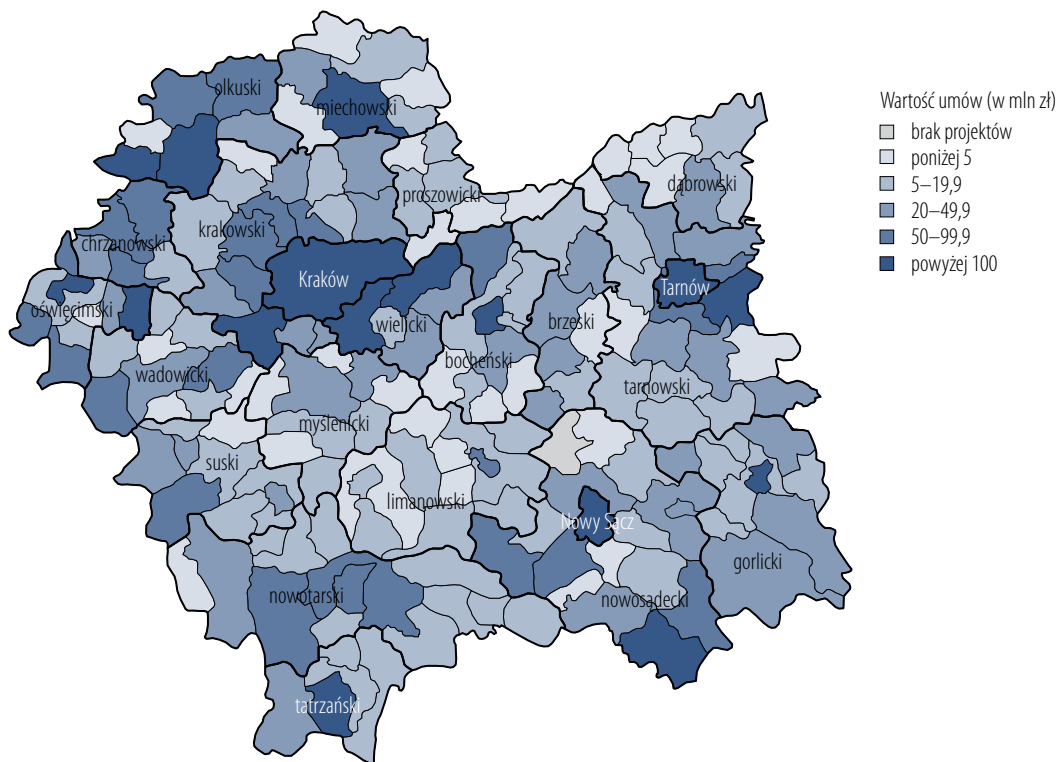 olkuski
miechowski
Wartość umów (w mln zł)
brak projektów
poniżej 5
5–19,9
20–49,9
50–99,9
powyżej 100
dąbrowski
proszowicki
krakowski
chrzanowski
Kraków
Tarnów
oświęcimski
wielicki
brzeski
bocheński
wadowicki
tarnowski
myślenicki
suski
limanowski
Nowy Sącz
gorlicki
nowotarski
nowosądecki
tatrzański